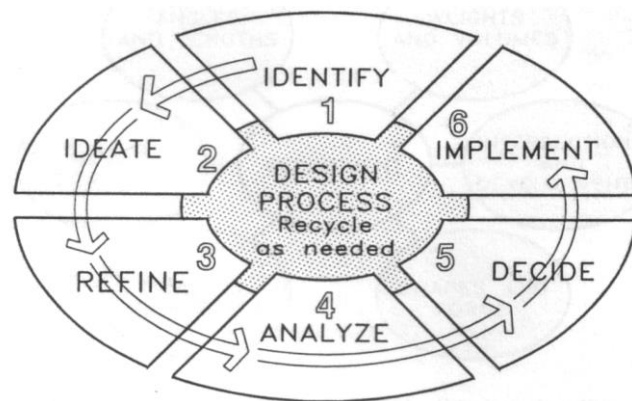 IDENTIFY
1
IDEATE
2
REFINE
3
ANALYZE
4
DECIDE
5
IMPLEMENT
6
DESIGN
PROCESS
Recycle
as needed